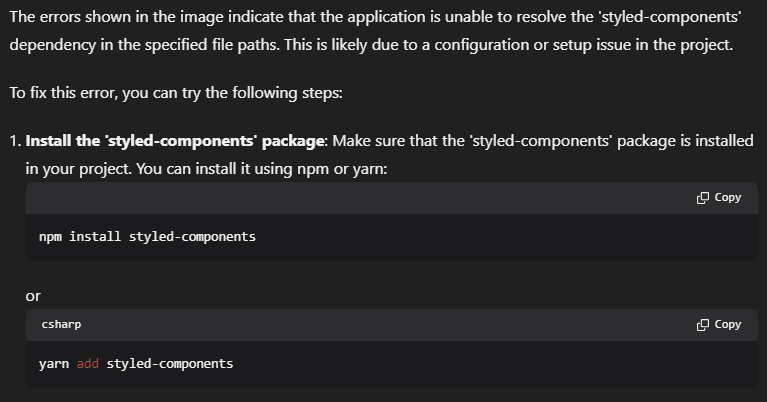 The errors shown in the image indicate that the application is unable to resolve the 'styled-components'
dependency in the specified file paths. This is likely due to a configuration or setup issue in the project.
To fix this error, you can try the following steps:
1. Install the 'styled-components' package: Make sure that the 'styled-components' package is installed
in your project. You can install it using npm or yarn:
Copy
npm install styled-components
or
csharp Copy
yarn add styled-components